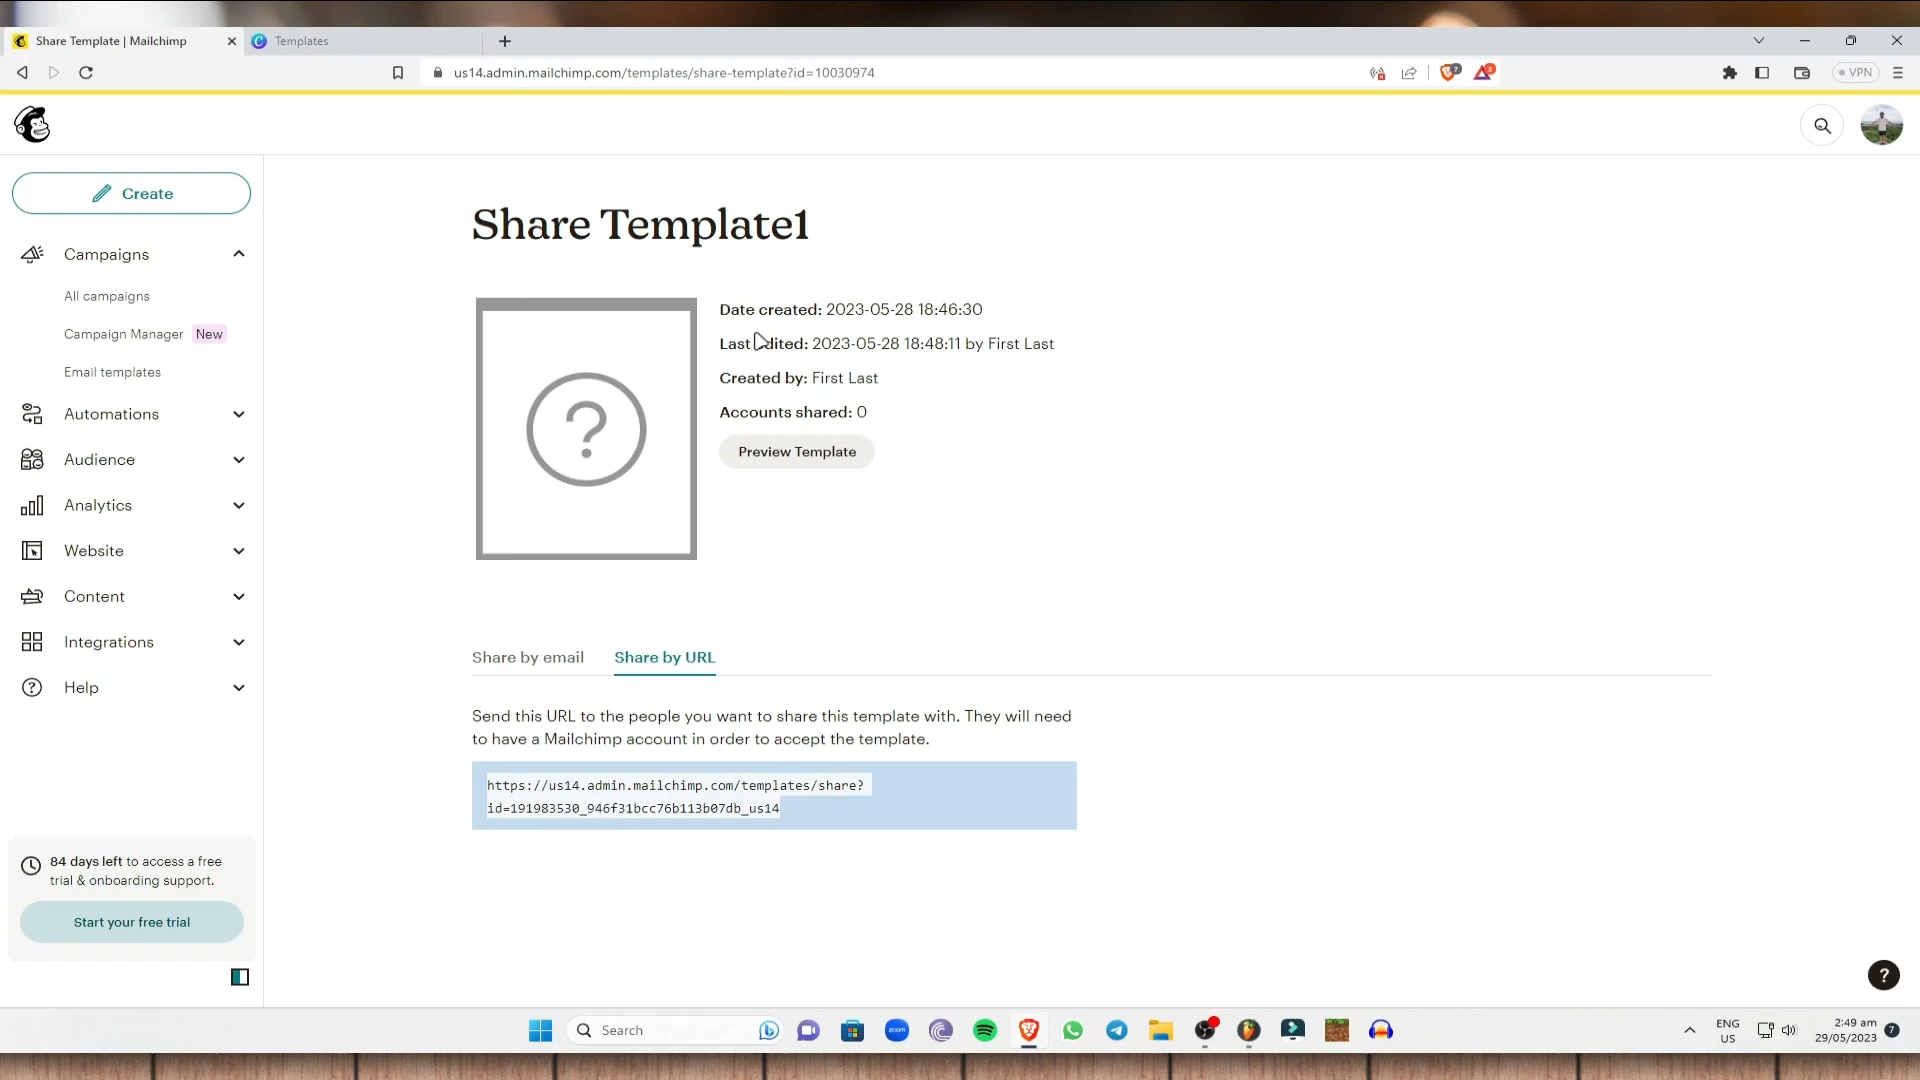 Share Template | Mailchimp
Templates
us14.admin.mailchimp.com/templates/share-template?id=10030974
7
3
VPN
Create
Campaigns
All campaigns
Campaign Manager New
Email templates
Automations
Audience
Analytics
Website
Content
Integrations
Help
84 days left to access a free
trial & onboarding support.
Start your free trial
Share Template1
?
Date created: 2023-05-28 18:46:30
Last edited: 2023-05-28 18:48:11 by First Last
Created by: First Last
Accounts shared: 0
Preview Template
Share by email
Share by URL
Send this URL to the people you want to share this template with. They will need
to have a Mailchimp account in order to accept the template.
https://us14.admin.mailchimp.com/templates/share?
id=191983530_946f31bcc76b113b07db_us14
?
Search
zoom
ENG
US
2:49 am
29/05/2023
7